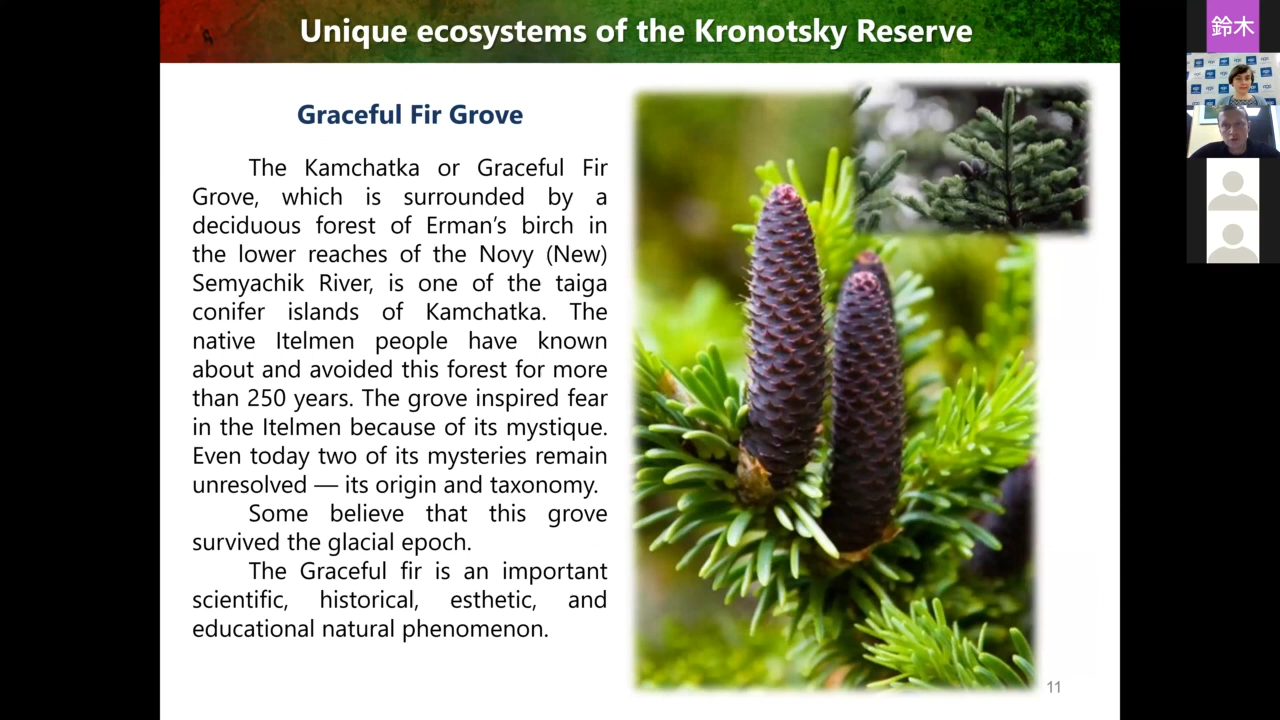 Unique ecosystems of the Kronotsky Reserve
Graceful Fir Grove
The Kamchatka or Graceful Fir
Grove, which is surrounded by a
deciduous forest of Erman's birch in
the lower reaches of the Novy (New)
Semyachik River, is one of the taiga
conifer islands of Kamchatka. The
native Itelmen people have known
about and avoided this forest for more
than 250 years. The grove inspired fear
in the Itelmen because of its mystique.
Even today two of its mysteries remain
unresolved — its origin and taxonomy.
Some believe that this grove
survived the glacial epoch.
The Graceful fir is an important
scientific, historical, esthetic, and
educational natural phenomenon.
11
鈴木